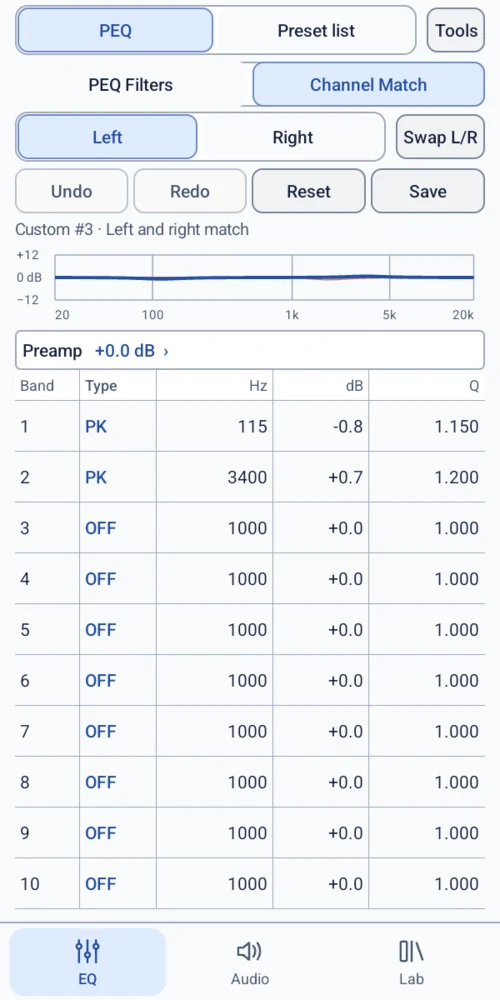 PEQ Preset list Tools
PEQ Filters Channel Match
Left Right Swap L/R
Undo Redo Reset Save
Custom #3 · Left and right match
+12
0 dB
−12
20 100 1k 5k 20k
Preamp +0.0 dB ›
Band Type Hz dB Q
1 PK 115 -0.8 1.150
2 PK 3400 +0.7 1.200
3 OFF 1000 +0.0 1.000
4 OFF 1000 +0.0 1.000
5 OFF 1000 +0.0 1.000
6 OFF 1000 +0.0 1.000
7 OFF 1000 +0.0 1.000
8 OFF 1000 +0.0 1.000
9 OFF 1000 +0.0 1.000
10 OFF 1000 +0.0 1.000
EQ Audio Lab